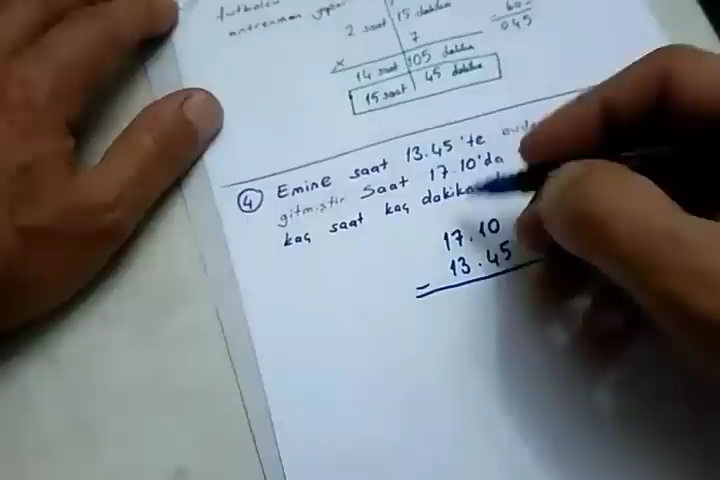 futbolcu
antrenman yapar
2 saat 15 dakika
7
x
14 saat 105 dakika
15 saat 45 dakika
60
045
4 Emine saat 13.45'te
gitmiştir Saat 17.10'da
kaç saat kaç dakika
17.10
13.45
-